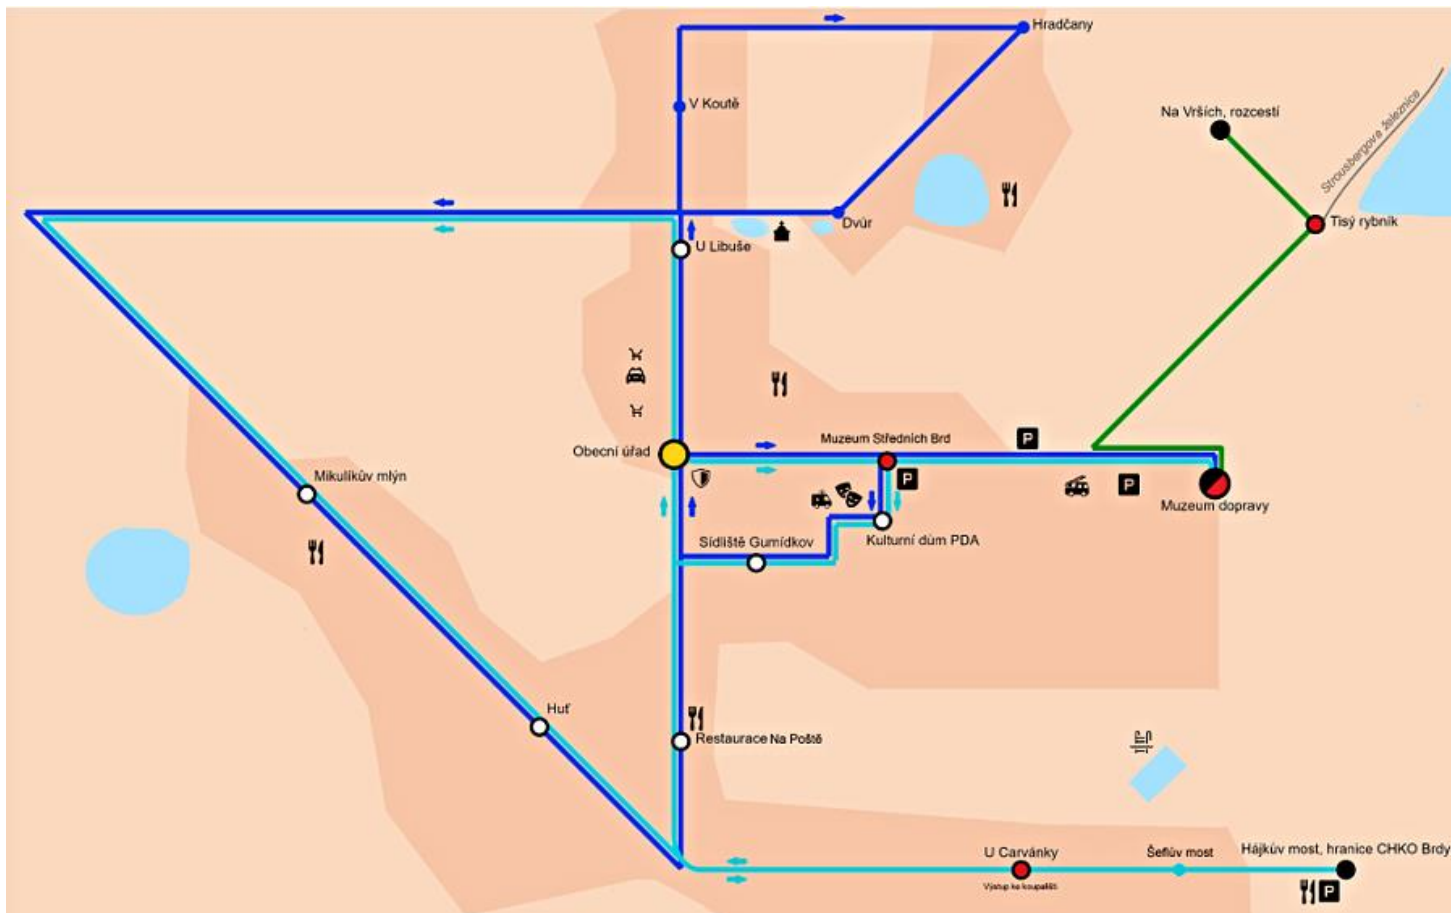 Hradčany
V Koutě
Na Vrších, rozcestí
Strousbergova železnice
Tisý rybník
Dvůr
U Libuše
Muzeum Středních Brd
P
Obecní úřad
P
P
Mikulíkův mlýn
Muzeum dopravy
Sídliště Gumídkov
Kulturní dům PDA
Huť
Restaurace Na Poště
U Carvánky
Výstup ke koupališti
Šeflův most
Hájkův most, hranice CHKO Brdy
P